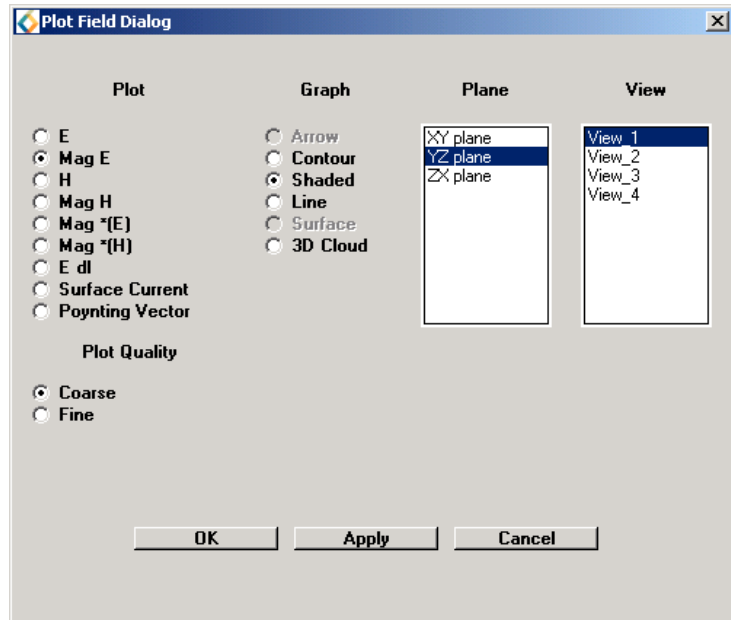 Plot Field Dialog
Plot
Graph
Plane
View
E
Mag E
H
Mag H
Mag *(E)
Mag *(H)
E dl
Surface Current
Poynting Vector
Arrow
Contour
Shaded
Line
Surface
3D Cloud
XY plane
YZ plane
ZX plane
View_1
View_2
View_3
View_4
Plot Quality
Coarse
Fine
OK
Apply
Cancel